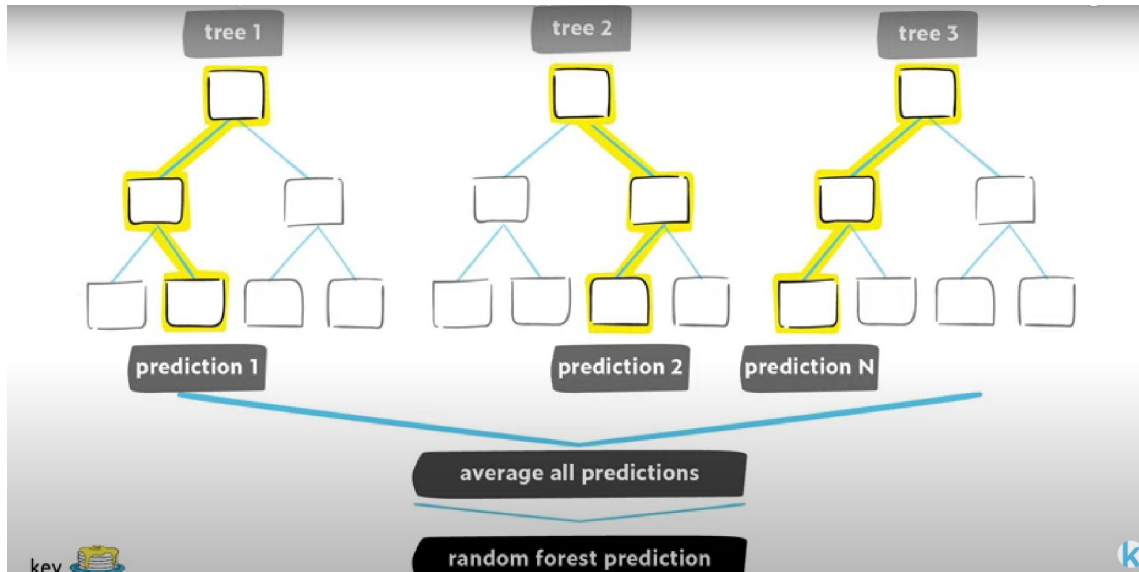 tree 1
tree 2
tree 3
prediction 1
prediction 2
prediction N
average all predictions
random forest prediction
key
k